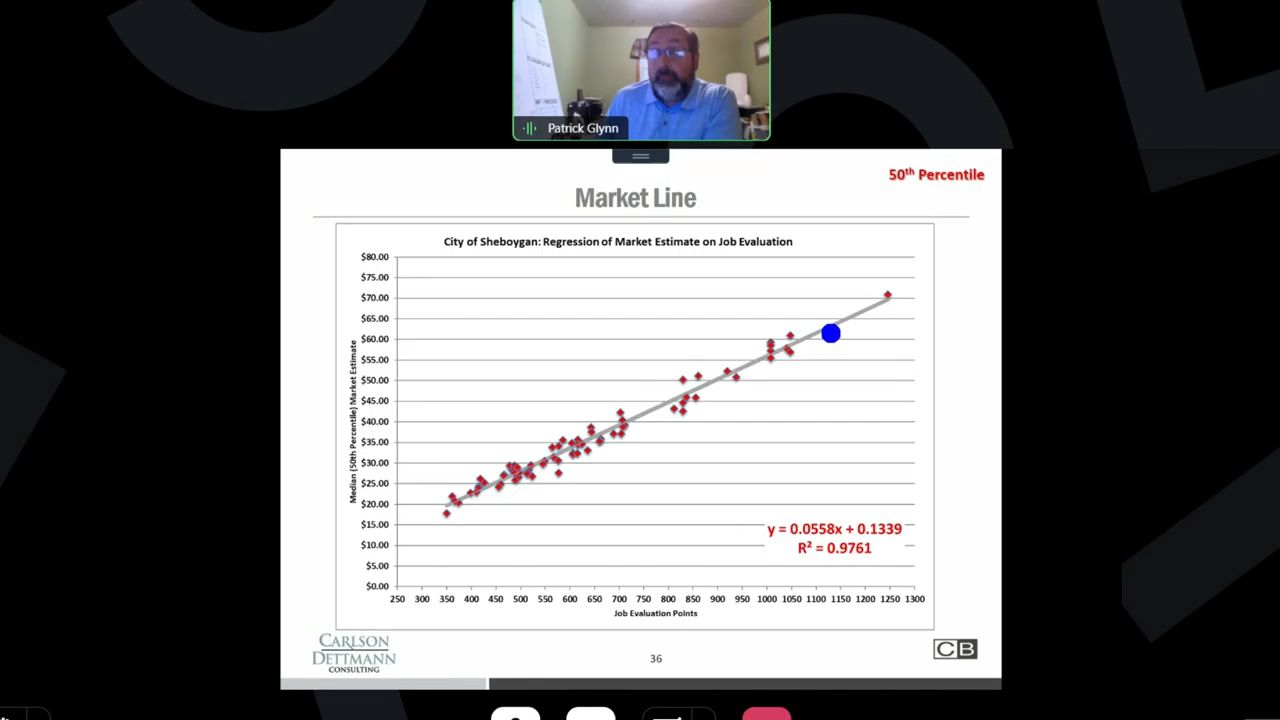 Patrick Glynn
50th Percentile
Market Line
City of Sheboygan: Regression of Market Estimate on Job Evaluation
$80.00
$75.00
$70.00
$65.00
$60.00
$55.00
$50.00
$45.00
$40.00
$35.00
$30.00
$25.00
$20.00
$15.00
$10.00
$5.00
$0.00
Median (50th Percentile) Market Estimate
y = 0.0558x + 0.1339
R² = 0.9761
250 300 350 400 450 500 550 600 650 700 750 800 850 900 950 1000 1050 1100 1150 1200 1250 1300
Job Evaluation Points
CARLSON
DETTMANN
CONSULTING
36
CB